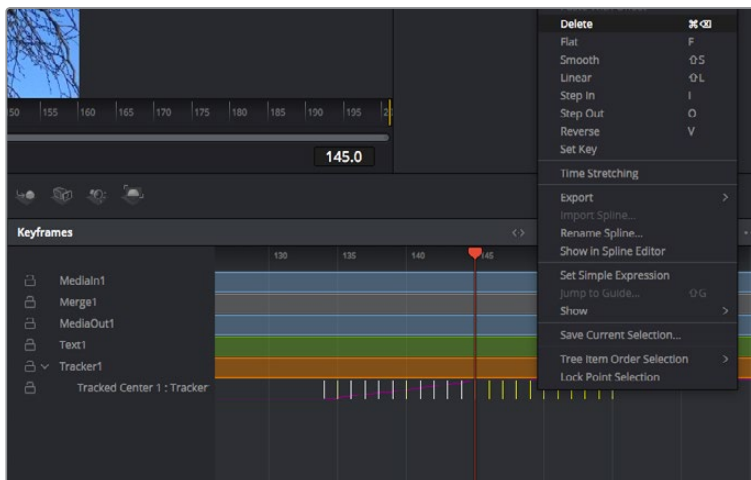 Delete ⌘⌫
Flat F
Smooth ⇧S
Linear ⇧L
Step In I
Step Out O
Reverse V
Set Key
Time Stretching
Export >
Import Spline...
Rename Spline...
Show in Spline Editor
Set Simple Expression
Jump to Guide... ⇧G
Show >
Save Current Selection...
Tree Item Order Selection >
Lock Point Selection
155 160 165 170 175 180 185 190 195
145.0
Keyframes
130 135 140 145
MediaIn1
Merge1
MediaOut1
Text1
Tracker1
Tracked Center 1 : Tracker